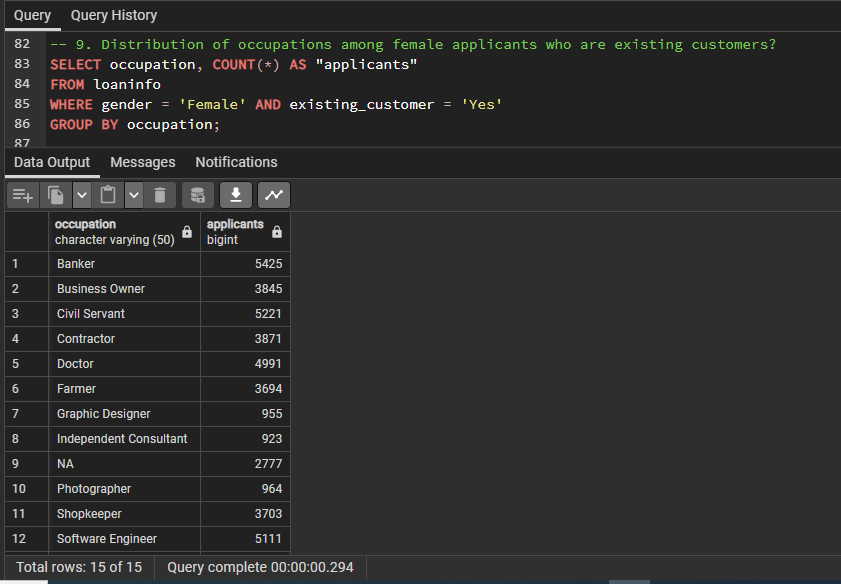 Query Query History
82 -- 9. Distribution of occupations among female applicants who are existing customers?
83 SELECT occupation, COUNT(*) AS "applicants"
84 FROM loaninfo
85 WHERE gender = 'Female' AND existing_customer = 'Yes'
86 GROUP BY occupation;
87
Data Output Messages Notifications
occupation applicants
character varying (50) bigint
1 Banker 5425
2 Business Owner 3845
3 Civil Servant 5221
4 Contractor 3871
5 Doctor 4991
6 Farmer 3694
7 Graphic Designer 955
8 Independent Consultant 923
9 NA 2777
10 Photographer 964
11 Shopkeeper 3703
12 Software Engineer 5111
Total rows: 15 of 15 Query complete 00:00:00.294